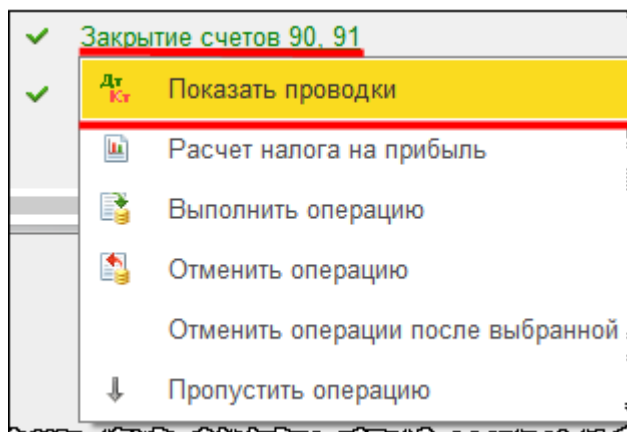 Закрытие счетов 90, 91
Дт
Кт
Показать проводки
Расчет налога на прибыль
Выполнить операцию
Отменить операцию
Отменить операции после выбранной
Пропустить операцию